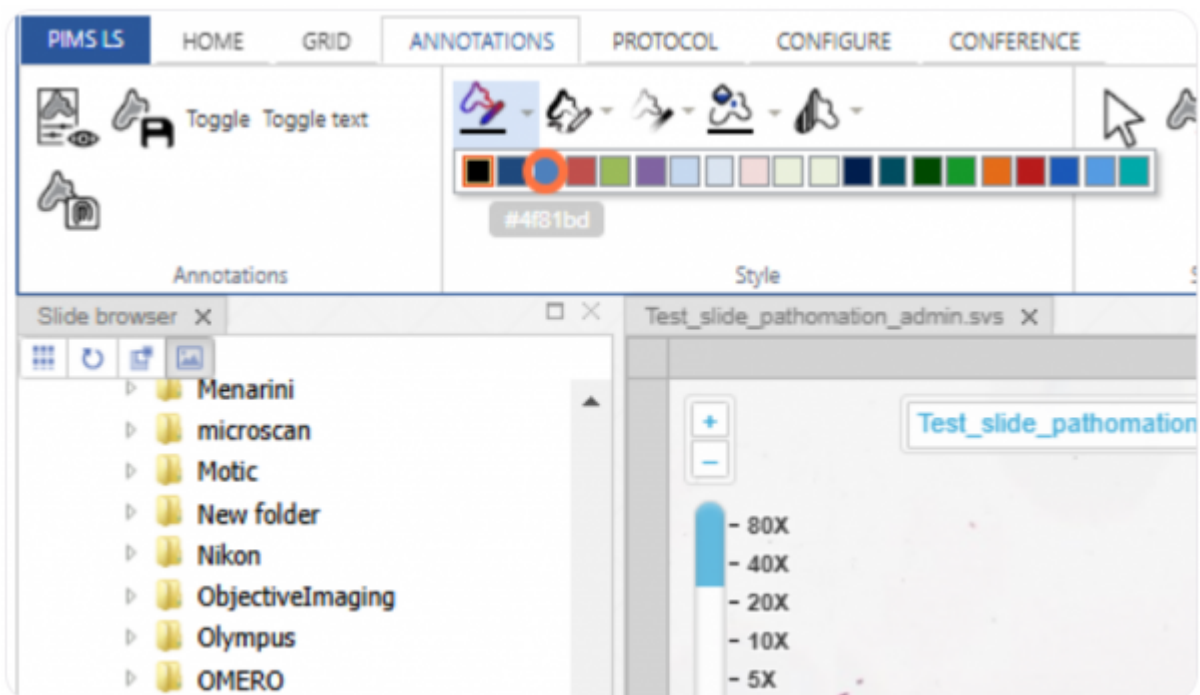 PIMS LS HOME GRID ANNOTATIONS PROTOCOL CONFIGURE CONFERENCE
Toggle Toggle text
#4f81bd
Annotations Style
Slide browser
Test_slide_pathomation_admin.svs
Menarini
microscan
Motic
New folder
Nikon
ObjectiveImaging
Olympus
OMERO
+
Test_slide_pathomation
–
- 80X
- 40X
- 20X
- 10X
- 5X